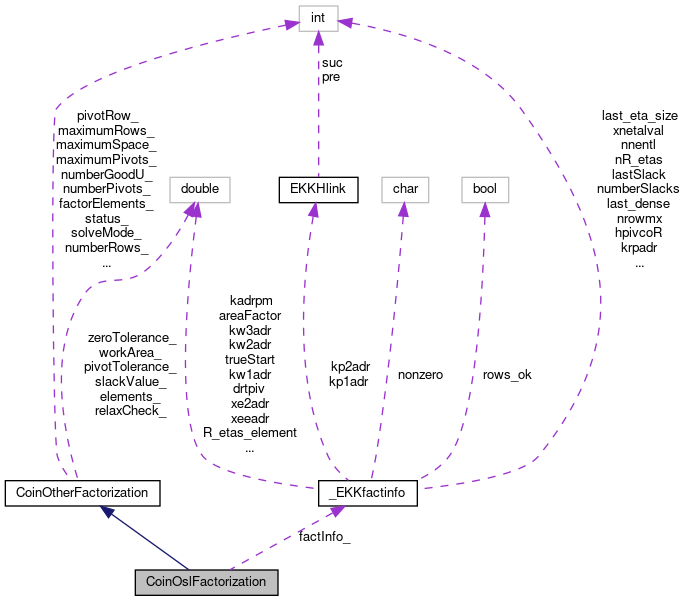 int
suc
pre
pivotRow_
maximumRows_
maximumSpace_
maximumPivots_
numberGoodU_
numberPivots_
factorElements_
status_
solveMode_
numberRows_
...
last_eta_size
xnetalval
nnentl
nR_etas
lastSlack
numberSlacks
last_dense
nrowmx
hpivcoR
krpadr
...
double
EKKHlink
char
bool
zeroTolerance_
workArea_
pivotTolerance_
slackValue_
elements_
relaxCheck_
kadrpm
areaFactor
kw3adr
kw2adr
trueStart
kw1adr
drtpiv
xe2adr
xeeadr
R_etas_element
...
kp2adr
kp1adr
nonzero
rows_ok
CoinOtherFactorization
_EKKfactinfo
factInfo_
CoinOslFactorization